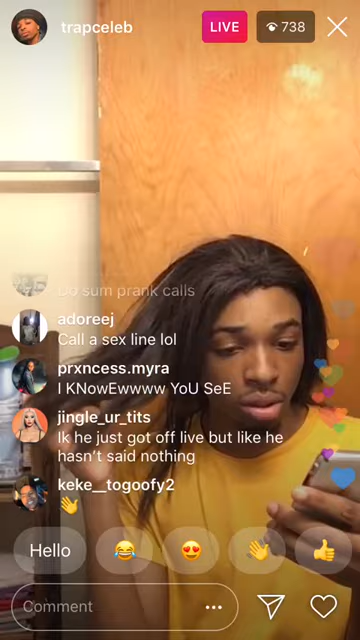 trapceleb
LIVE
738
Do sum prank calls
adoreej
Call a sex line lol
prxncess.myra
I KNowEwwww YoU SeE
jingle_ur_tits
Ik he just got off live but like he
hasn't said nothing
keke__togoofy2
👋
Hello 😂 😍 👋 👍
Comment